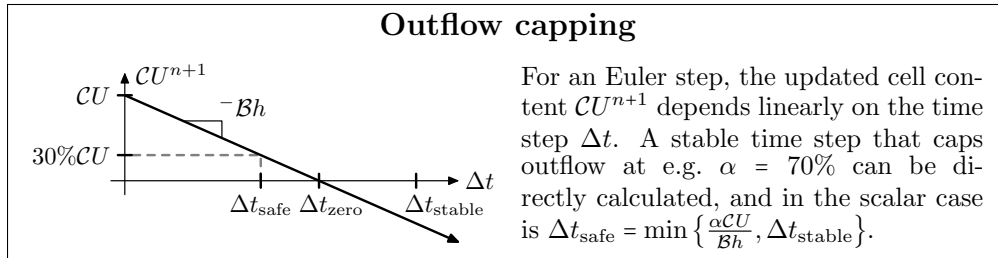 Outflow capping
𝒞U^{n+1}
𝒞U
−ℬh
30%𝒞U
Δt
Δt_safe Δt_zero Δt_stable
For an Euler step, the updated cell con-
tent 𝒞U^{n+1} depends linearly on the time
step Δt. A stable time step that caps
outflow at e.g. α = 70% can be di-
rectly calculated, and in the scalar case
is Δt_safe = min {α𝒞U/ℬh, Δt_stable}.